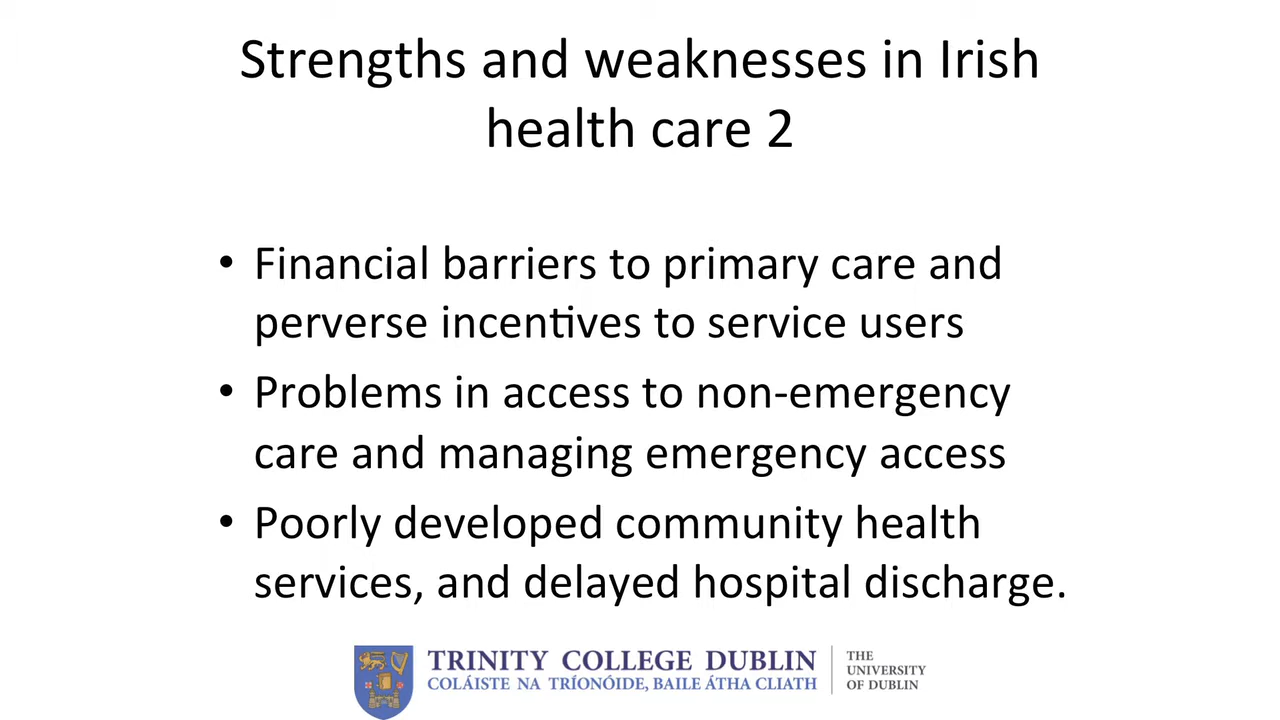 Strengths and weaknesses in Irish
health care 2
• Financial barriers to primary care and
perverse incentives to service users
• Problems in access to non-emergency
care and managing emergency access
• Poorly developed community health
services, and delayed hospital discharge.
TRINITY COLLEGE DUBLIN
COLÁISTE NA TRÍONÓIDE, BAILE ÁTHA CLIATH
THE
UNIVERSITY
OF DUBLIN